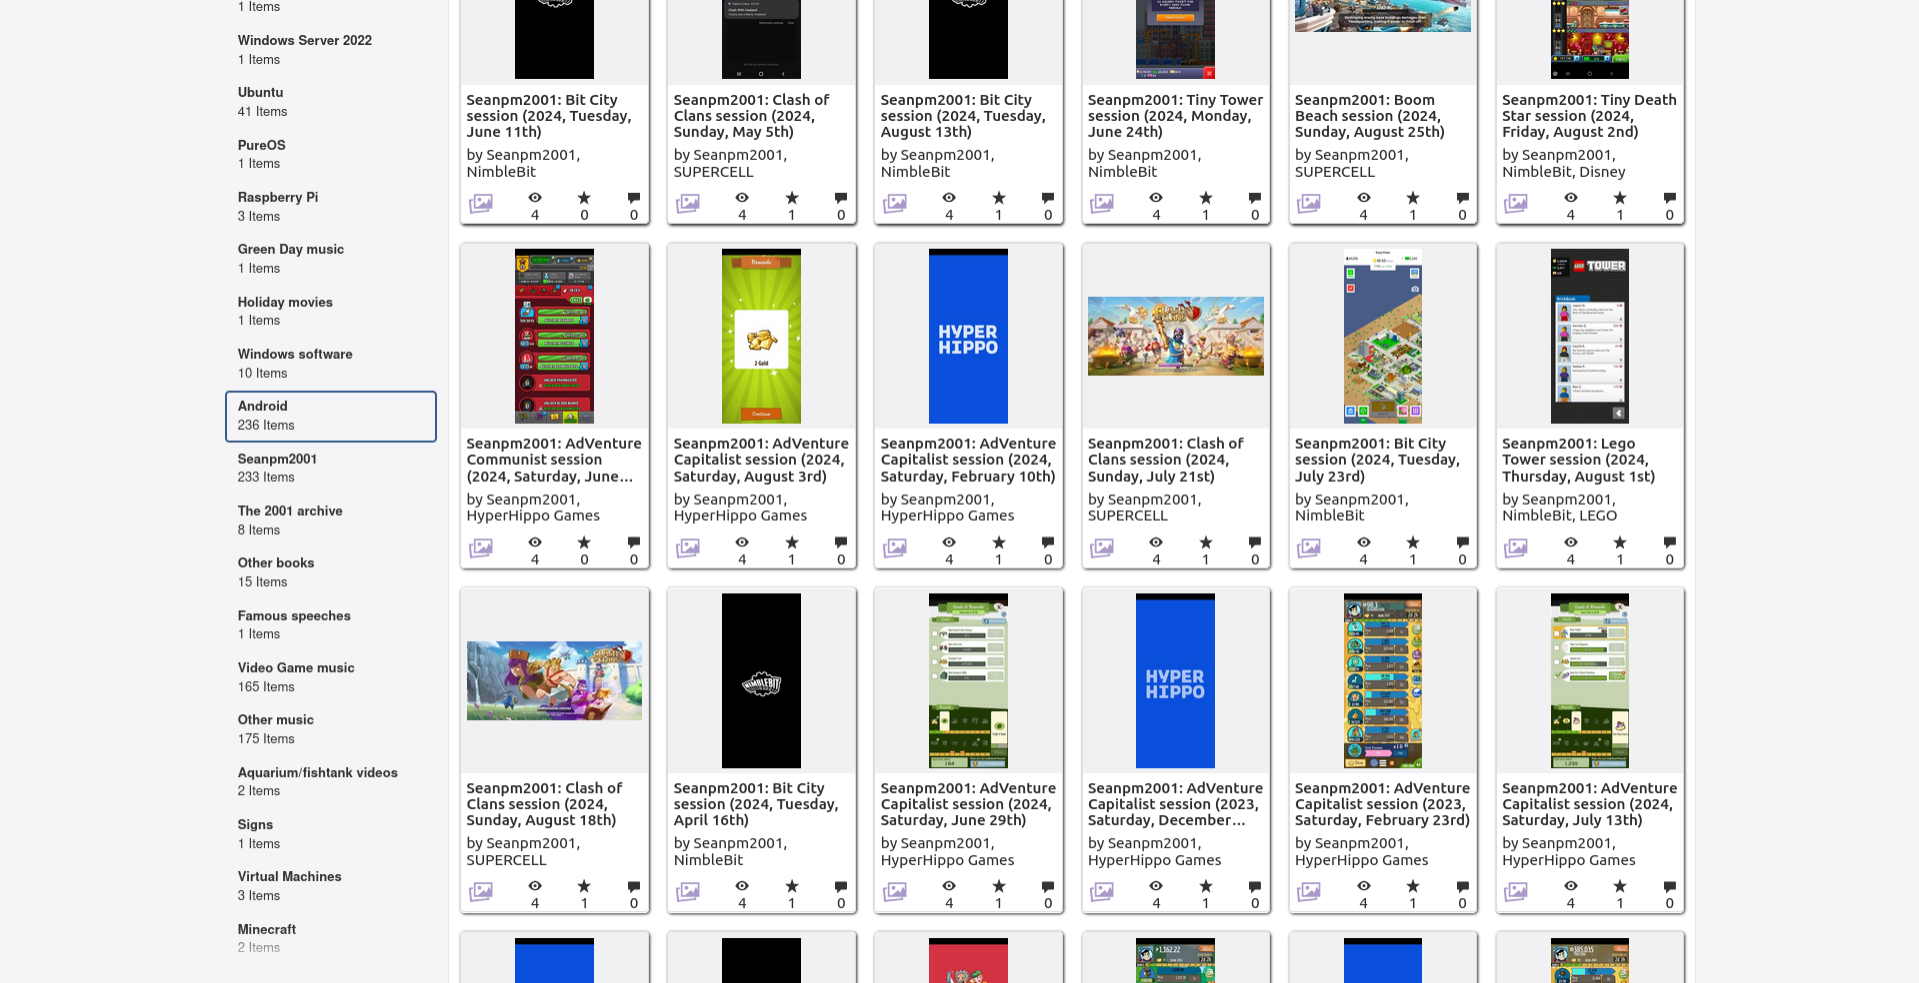 1 Items
Windows Server 2022
1 Items
Ubuntu
41 Items
PureOS
1 Items
Raspberry Pi
3 Items
Green Day music
1 Items
Holiday movies
1 Items
Windows software
10 Items
Android
236 Items
Seanpm2001
233 Items
The 2001 archive
8 Items
Other books
15 Items
Famous speeches
1 Items
Video Game music
165 Items
Other music
175 Items
Aquarium/fishtank videos
2 Items
Signs
1 Items
Virtual Machines
3 Items
Minecraft
2 Items
Seanpm2001: Bit City
session (2024, Tuesday,
June 11th)
by Seanpm2001,
NimbleBit
4 0 0
Seanpm2001: Clash of
Clans session (2024,
Sunday, May 5th)
by Seanpm2001,
SUPERCELL
4 1 0
Seanpm2001: Bit City
session (2024, Tuesday,
August 13th)
by Seanpm2001,
NimbleBit
4 1 0
Seanpm2001: Tiny Tower
session (2024, Monday,
June 24th)
by Seanpm2001,
NimbleBit
4 1 0
Seanpm2001: Boom
Beach session (2024,
Sunday, August 25th)
by Seanpm2001,
SUPERCELL
4 1 0
Seanpm2001: Tiny Death
Star session (2024,
Friday, August 2nd)
by Seanpm2001,
NimbleBit, Disney
4 1 0
Seanpm2001: AdVenture
Communist session
(2024, Saturday, June...
by Seanpm2001,
HyperHippo Games
4 0 0
Rewards
2 Gold
Continue
Seanpm2001: AdVenture
Capitalist session (2024,
Saturday, August 3rd)
by Seanpm2001,
HyperHippo Games
4 1 0
HYPER
HIPPO
Seanpm2001: AdVenture
Capitalist session (2024,
Saturday, February 10th)
by Seanpm2001,
HyperHippo Games
4 1 0
Seanpm2001: Clash of
Clans session (2024,
Sunday, July 21st)
by Seanpm2001,
SUPERCELL
4 1 0
Seanpm2001: Bit City
session (2024, Tuesday,
July 23rd)
by Seanpm2001,
NimbleBit
4 1 0
LEGO TOWER
BrickBook
Seanpm2001: Lego
Tower session (2024,
Thursday, August 1st)
by Seanpm2001,
NimbleBit, LEGO
4 1 0
Seanpm2001: Clash of
Clans session (2024,
Sunday, August 18th)
by Seanpm2001,
SUPERCELL
4 1 0
NIMBLEBIT
Seanpm2001: Bit City
session (2024, Tuesday,
April 16th)
by Seanpm2001,
NimbleBit
4 1 0
Seanpm2001: AdVenture
Capitalist session (2024,
Saturday, June 29th)
by Seanpm2001,
HyperHippo Games
4 1 0
HYPER
HIPPO
Seanpm2001: AdVenture
Capitalist session (2023,
Saturday, December...
by Seanpm2001,
HyperHippo Games
4 1 0
Seanpm2001: AdVenture
Capitalist session (2023,
Saturday, February 23rd)
by Seanpm2001,
HyperHippo Games
4 1 0
Seanpm2001: AdVenture
Capitalist session (2024,
Saturday, July 13th)
by Seanpm2001,
HyperHippo Games
4 1 0